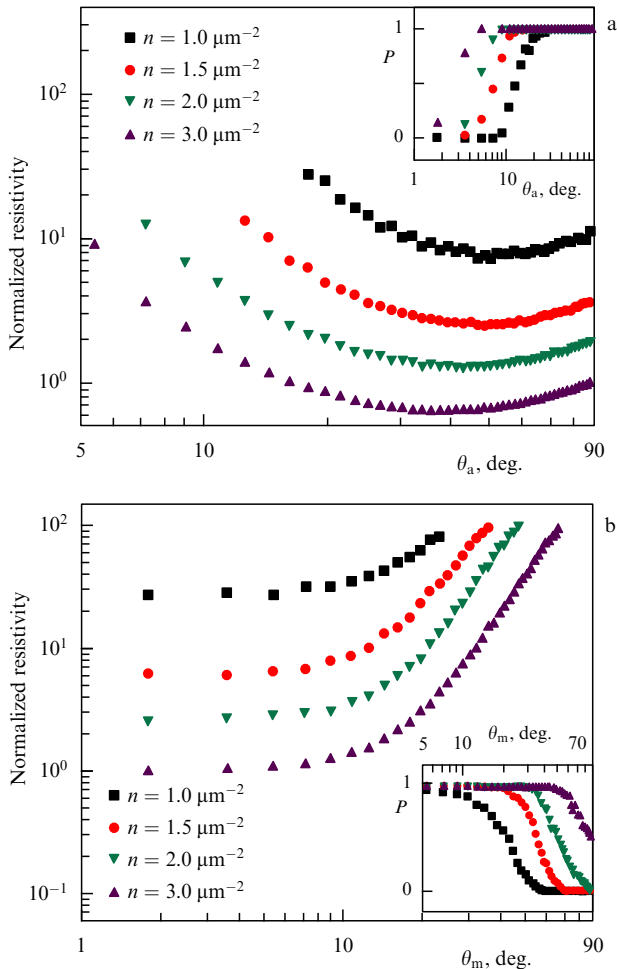 a
1
P
0
1
10
θa, deg.
n = 1.0 μm⁻²
n = 1.5 μm⁻²
n = 2.0 μm⁻²
n = 3.0 μm⁻²
10²
10¹
10⁰
Normalized resistivity
5
10
θa, deg.
90
b
10²
10¹
10⁰
10⁻¹
Normalized resistivity
n = 1.0 μm⁻²
n = 1.5 μm⁻²
n = 2.0 μm⁻²
n = 3.0 μm⁻²
5
10
θm, deg.
70
1
P
0
1
10
θm, deg.
90